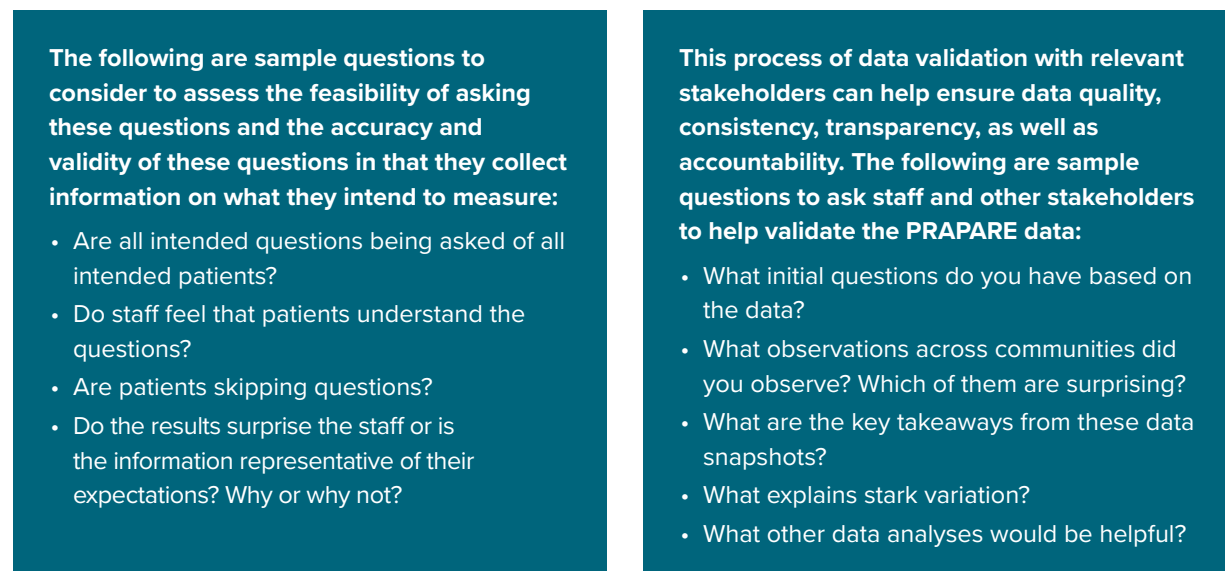 The following are sample questions to
consider to assess the feasibility of asking
these questions and the accuracy and
validity of these questions in that they collect
information on what they intend to measure:
• Are all intended questions being asked of all
intended patients?
• Do staff feel that patients understand the
questions?
• Are patients skipping questions?
• Do the results surprise the staff or is
the information representative of their
expectations? Why or why not?
This process of data validation with relevant
stakeholders can help ensure data quality,
consistency, transparency, as well as
accountability. The following are sample
questions to ask staff and other stakeholders
to help validate the PRAPARE data:
• What initial questions do you have based on
the data?
• What observations across communities did
you observe? Which of them are surprising?
• What are the key takeaways from these data
snapshots?
• What explains stark variation?
• What other data analyses would be helpful?